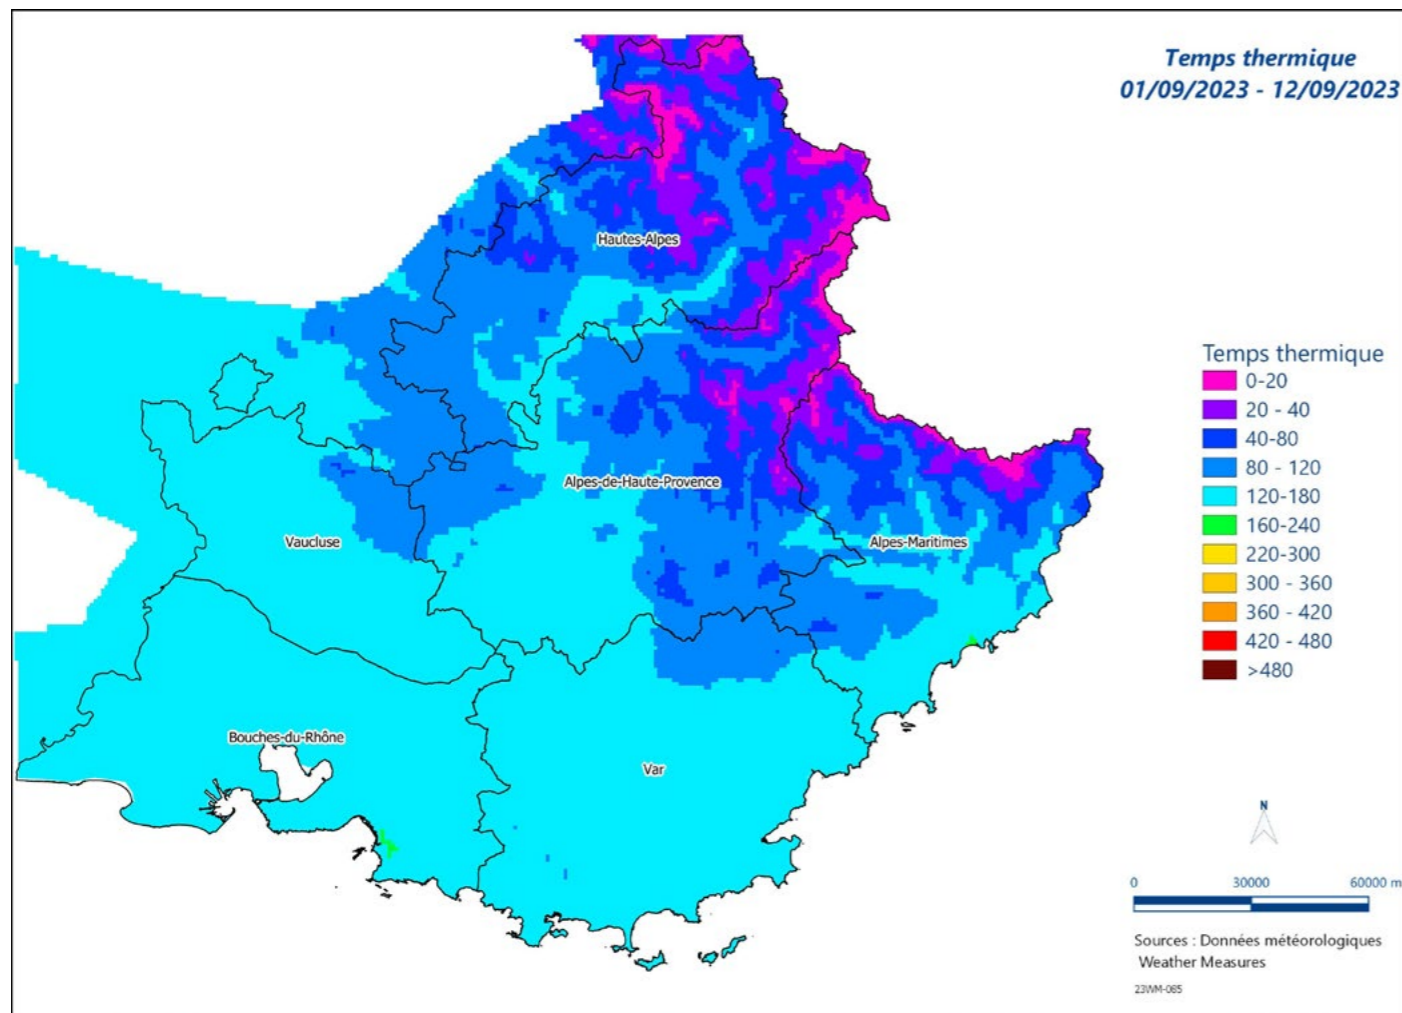 Temps thermique
01/09/2023 - 12/09/2023
Hautes-Alpes
Temps thermique
0-20
20 - 40
40-80
80 - 120
120-180
160-240
220-300
300 - 360
360 - 420
420 - 480
>480
Alpes-de-Haute-Provence
Vaucluse
Alpes-Maritimes
Bouches-du-Rhône
Var
N
0 30000 60000 m
Sources : Données météorologiques
Weather Measures
23WM-085